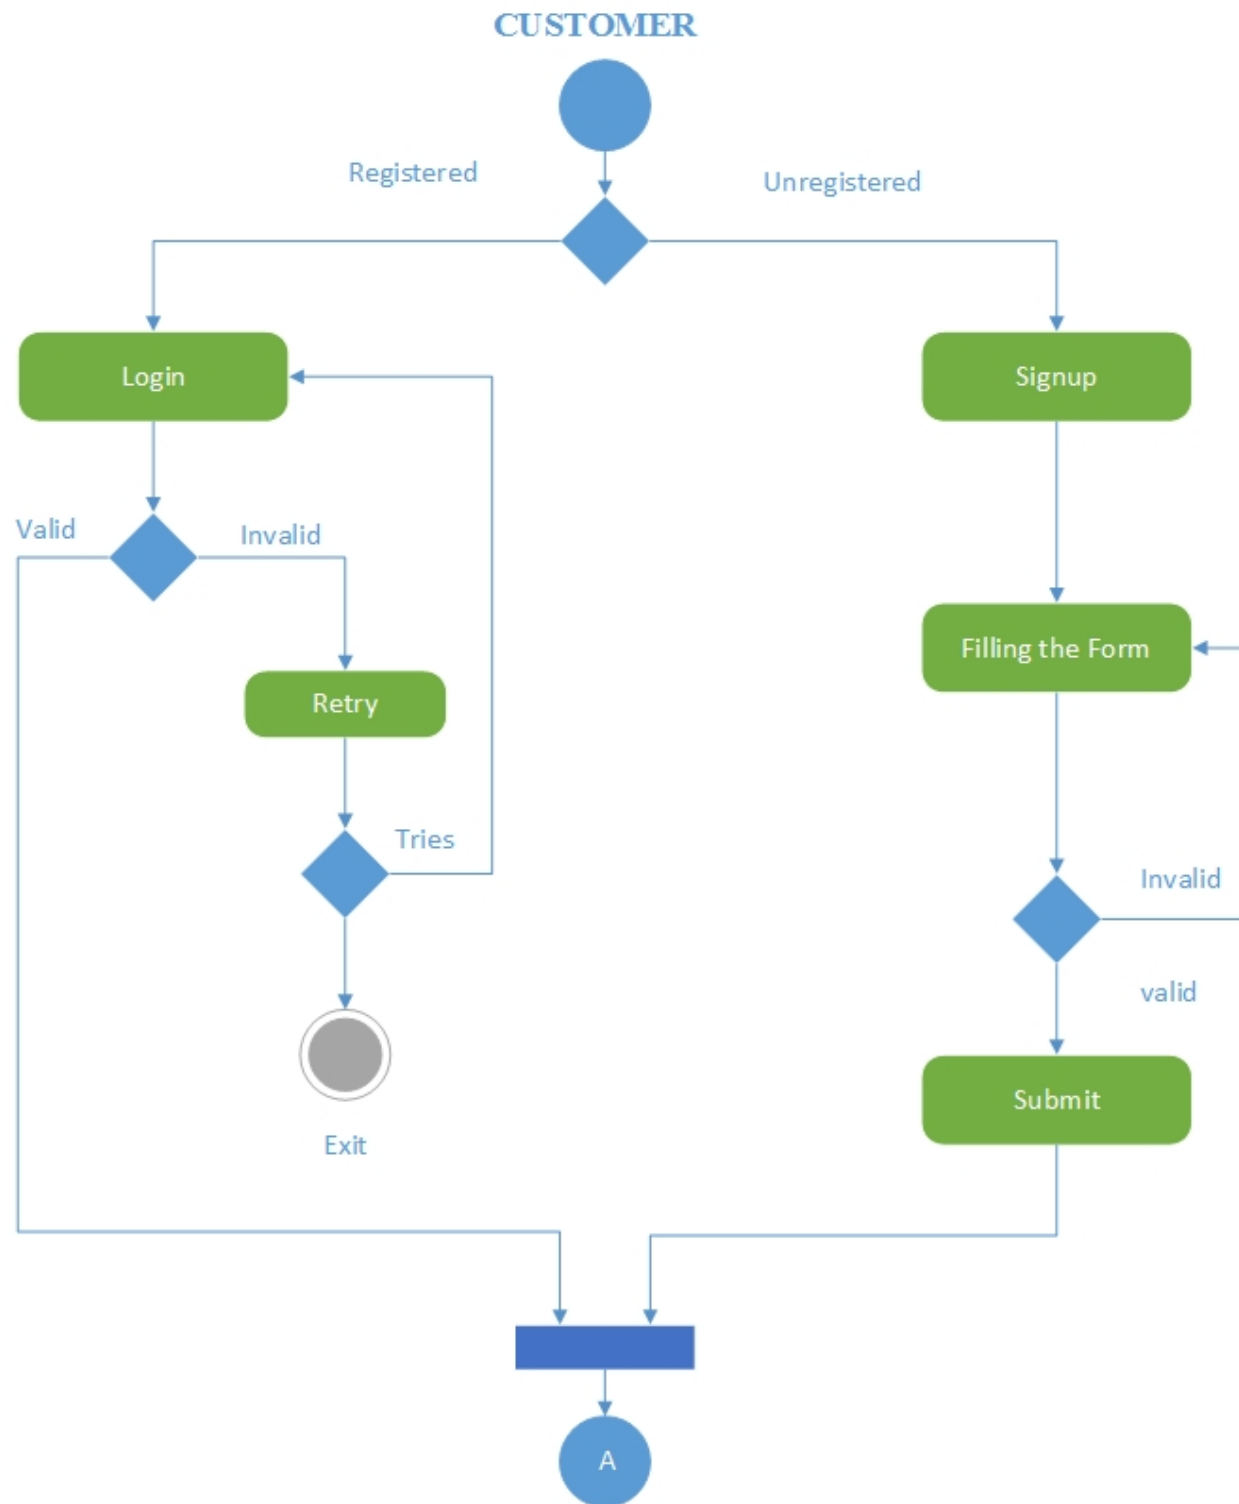 CUSTOMER
Registered
Unregistered
Login
Signup
Valid
Invalid
Filling the Form
Retry
Tries
Invalid
valid
Submit
Exit
A